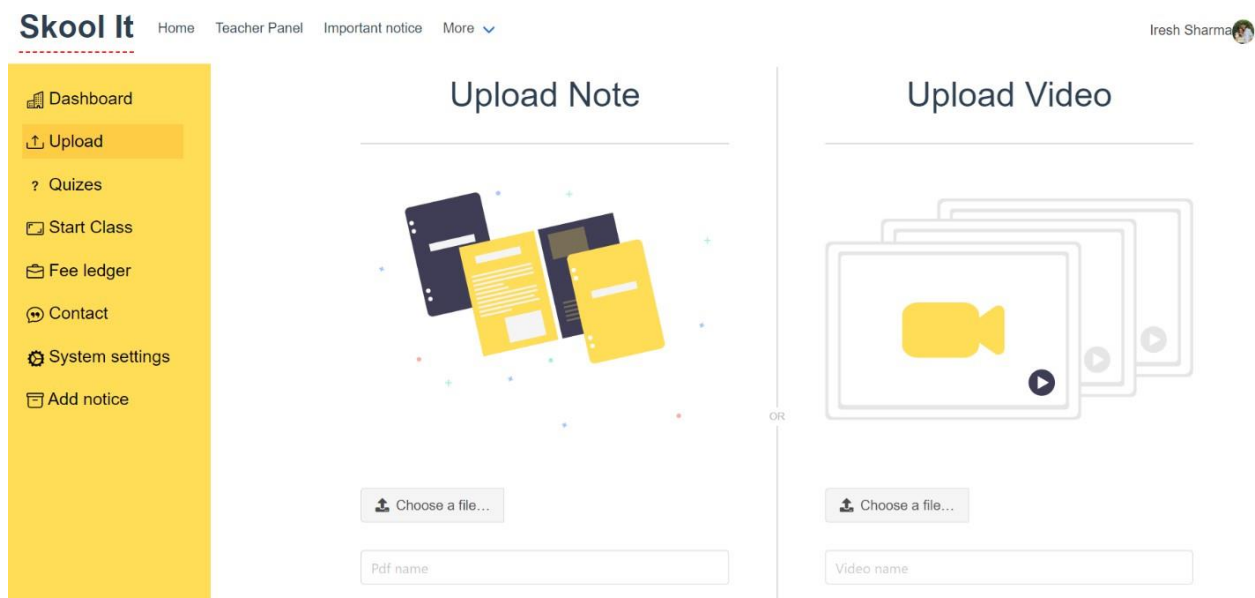 Skool It Home Teacher Panel Important notice More Iresh Sharma
Dashboard
Upload
? Quizes
Start Class
Fee ledger
Contact
System settings
Add notice
Upload Note
Choose a file...
Pdf name
OR
Upload Video
Choose a file...
Video name